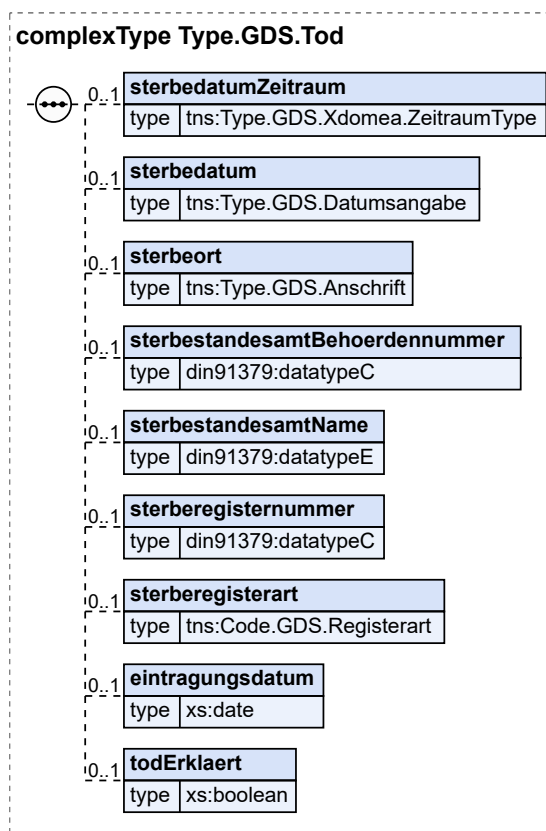 complexType Type.GDS.Tod
0..1 sterbedatumZeitraum
type tns:Type.GDS.Xdomea.ZeitraumType
0..1 sterbedatum
type tns:Type.GDS.Datumsangabe
0..1 sterbeort
type tns:Type.GDS.Anschrift
0..1 sterbestandesamtBehoerdennummer
type din91379:datatypeC
0..1 sterbestandesamtName
type din91379:datatypeE
0..1 sterberegisternummer
type din91379:datatypeC
0..1 sterberegisterart
type tns:Code.GDS.Registerart
0..1 eintragungsdatum
type xs:date
0..1 todErklaert
type xs:boolean